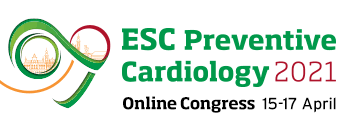 ESC Preventive
Cardiology 2021
Online Congress 15-17 April